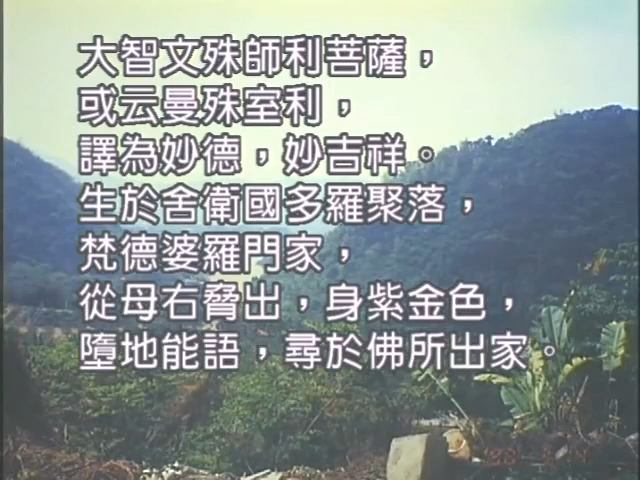 大智文殊師利菩薩，
或云曼殊室利，
譯為妙德，妙吉祥。
生於舍衛國多羅聚落，
梵德婆羅門家，
從母右脅出，身紫金色，
墮地能語，尋於佛所出家。